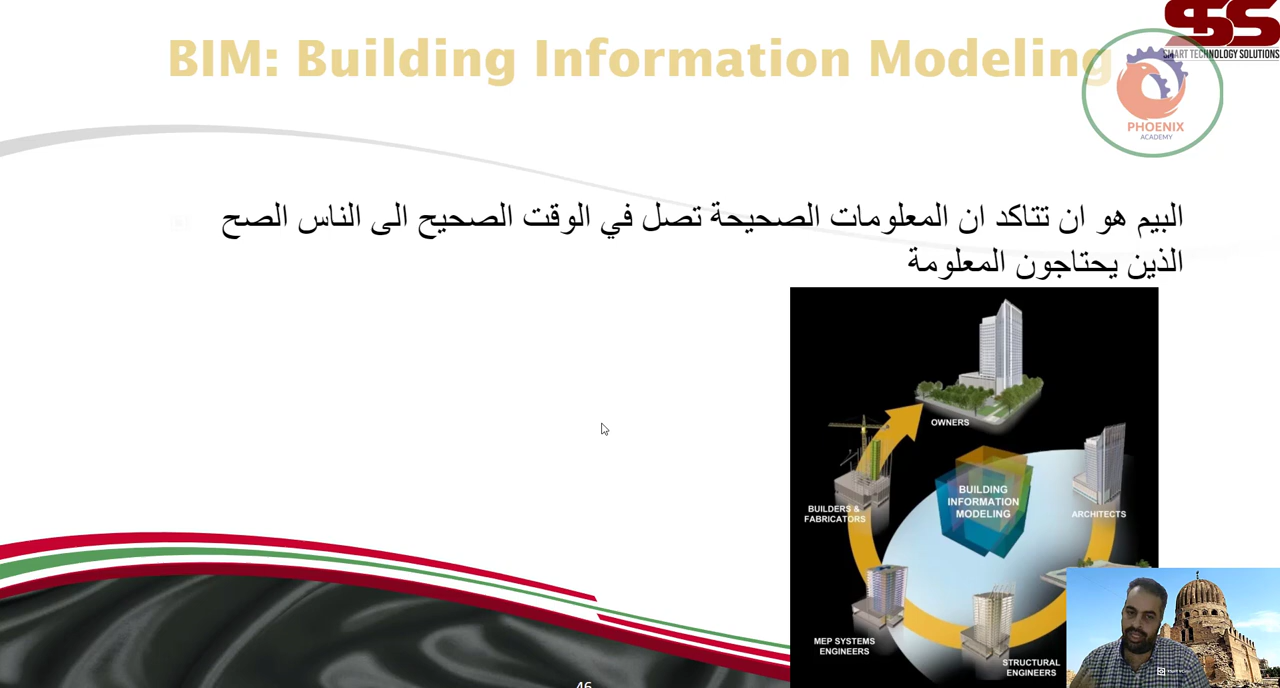 BIM: Building Information Modeling
SSS
SMART TECHNOLOGY SOLUTIONS
PHOENIX
ACADEMY
البيم هو ان تتاكد ان المعلومات الصحيحة تصل في الوقت الصحيح الى الناس الصح
الذين يحتاجون المعلومة
OWNERS
BUILDING
INFORMATION
MODELING
ARCHITECTS
BUILDERS &
FABRICATORS
MEP SYSTEMS
ENGINEERS
STRUCTURAL
ENGINEERS
46